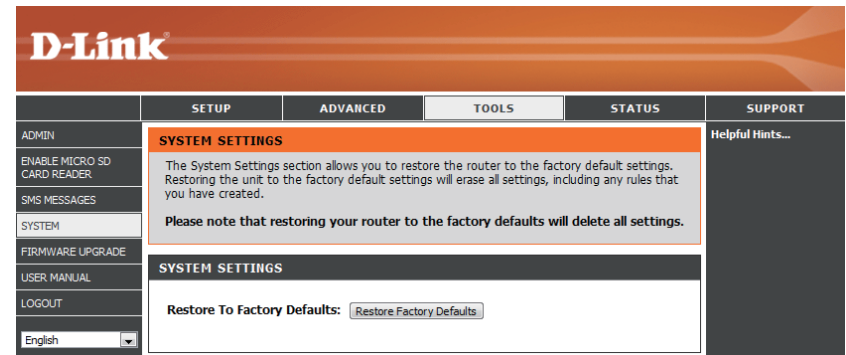 D-Link
SETUP
ADVANCED
TOOLS
STATUS
SUPPORT
ADMIN
ENABLE MICRO SD
CARD READER
SMS MESSAGES
SYSTEM
FIRMWARE UPGRADE
USER MANUAL
LOGOUT
English
SYSTEM SETTINGS
The System Settings section allows you to restore the router to the factory default settings.
Restoring the unit to the factory default settings will erase all settings, including any rules that
you have created.
Please note that restoring your router to the factory defaults will delete all settings.
SYSTEM SETTINGS
Restore To Factory Defaults: Restore Factory Defaults
Helpful Hints...